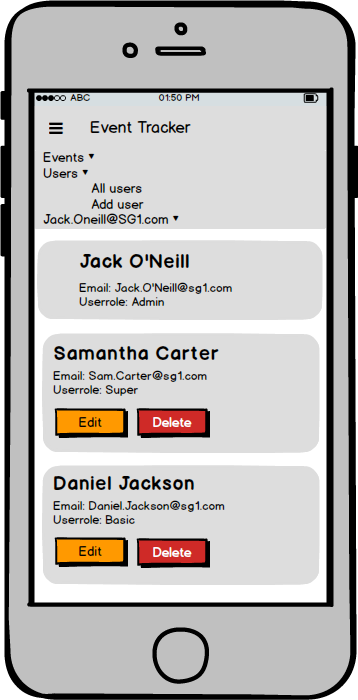 ABC 01:50 PM
Event Tracker
Events
Users
All users
Add user
Jack.Oneill@SG1.com
Jack O'Neill
Email: Jack.O'Neill@sg1.com
Userrole: Admin
Samantha Carter
Email: Sam.Carter@sg1.com
Userrole: Super
Edit Delete
Daniel Jackson
Email: Daniel.Jackson@sg1.com
Userrole: Basic
Edit Delete